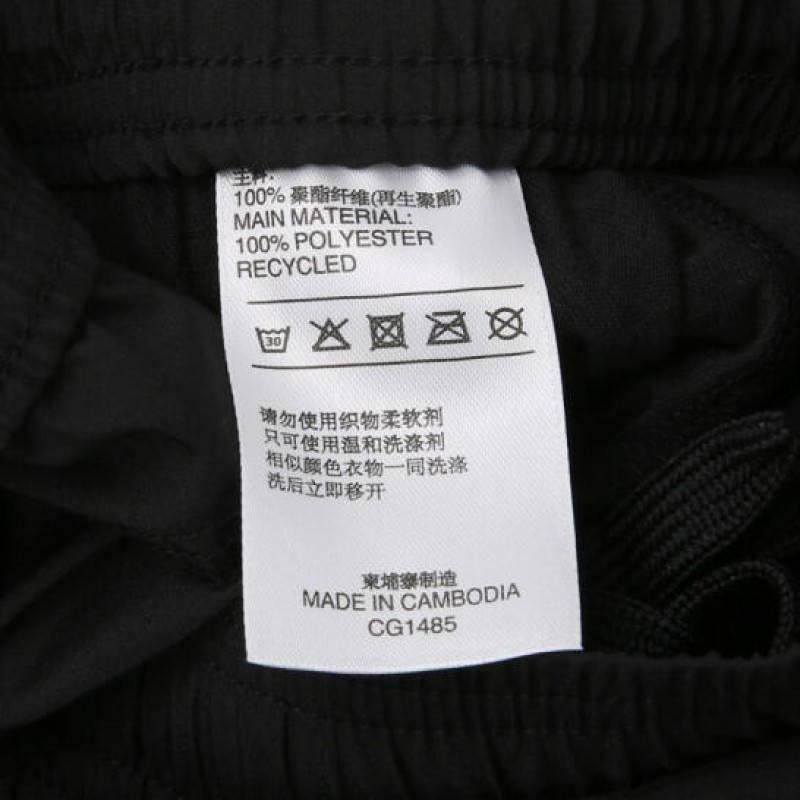 主料:
100% 聚酯纤维(再生聚酯)
MAIN MATERIAL:
100% POLYESTER
RECYCLED
30
请勿使用织物柔软剂
只可使用温和洗涤剂
相似颜色衣物一同洗涤
洗后立即移开
柬埔寨制造
MADE IN CAMBODIA
CG1485